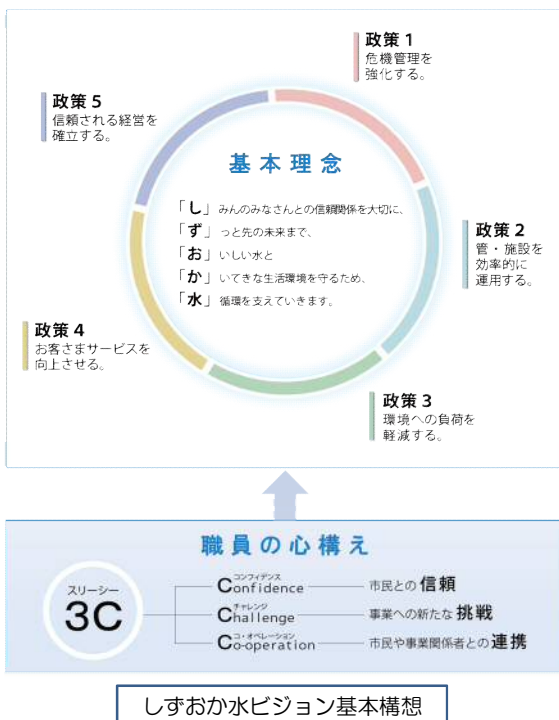 政策 1
危機管理を
強化する。
政策 5
信頼される経営を
確立する。
基本理念
「し」みんのみなさんとの信頼関係を大切に、
「ず」っと先の未来まで、
「お」いしい水と
「か」いてきな生活環境を守るため、
「水」循環を支えていきます。
政策 2
管・施設を
効率的に
運用する。
政策 4
お客さまサービスを
向上させる。
政策 3
環境への負荷を
軽減する。
職員の心構え
スリーシー
3C
コンフィデンス
Confidence 市民との信頼
チャレンジ
Challenge 事業への新たな挑戦
コ・オペレーション
Co-operation 市民や事業関係者との連携
しずおか水ビジョン基本構想